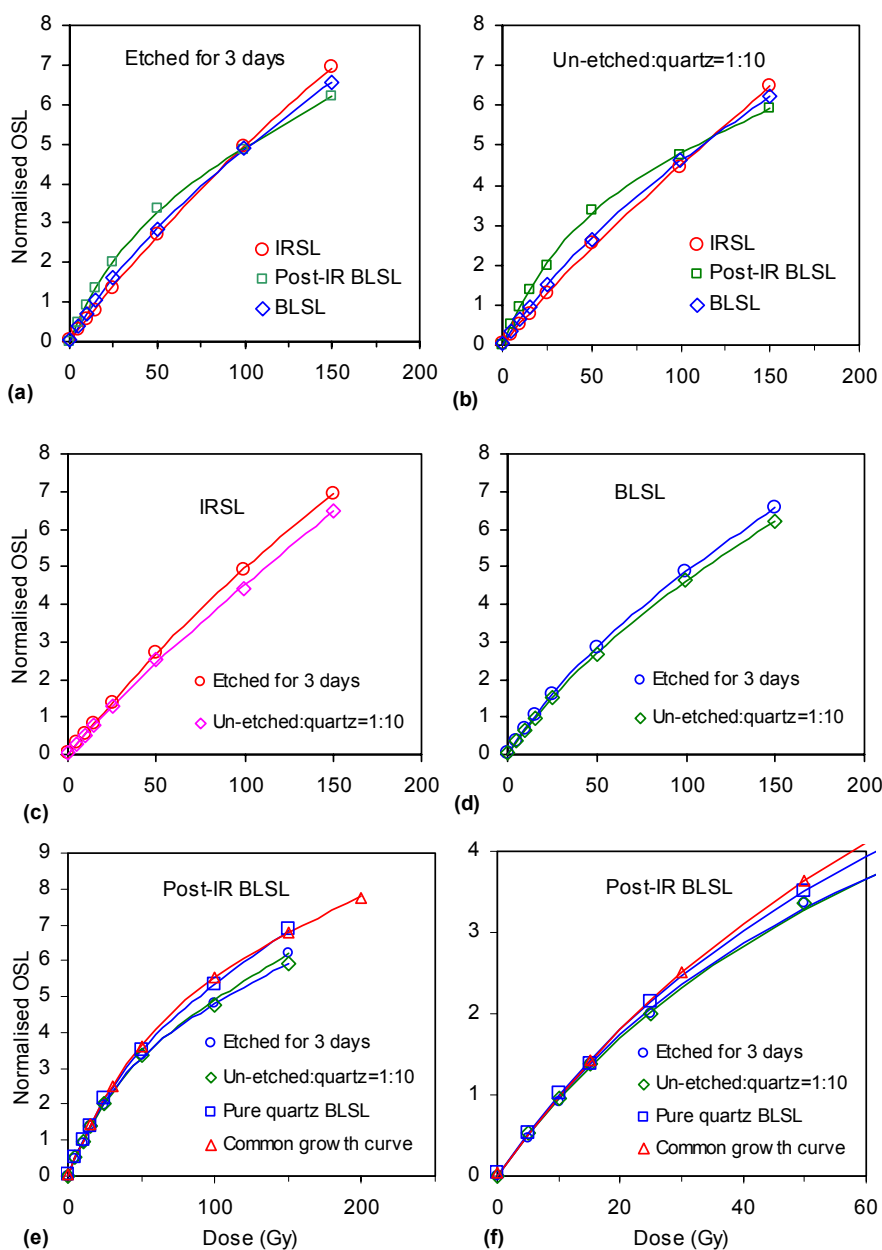 8
7
6
5
4
3
2
1
0
Normalised OSL
Etched for 3 days
IRSL
Post-IR BLSL
BLSL
0 50 100 150 200
(a)
8
7
6
5
4
3
2
1
0
Un-etched:quartz=1:10
IRSL
Post-IR BLSL
BLSL
0 50 100 150 200
(b)
8
7
6
5
4
3
2
1
0
Normalised OSL
IRSL
Etched for 3 days
Un-etched:quartz=1:10
0 50 100 150 200
(c)
8
7
6
5
4
3
2
1
0
BLSL
Etched for 3 days
Un-etched:quartz=1:10
0 50 100 150 200
(d)
9
8
7
6
5
4
3
2
1
0
Normalised OSL
Post-IR BLSL
Etched for 3 days
Un-etched:quartz=1:10
Pure quartz BLSL
Common growth curve
0 100 200
(e)
Dose (Gy)
4
3
2
1
0
Post-IR BLSL
Etched for 3 days
Un-etched:quartz=1:10
Pure quartz BLSL
Common growth curve
0 20 40 60
(f)
Dose (Gy)